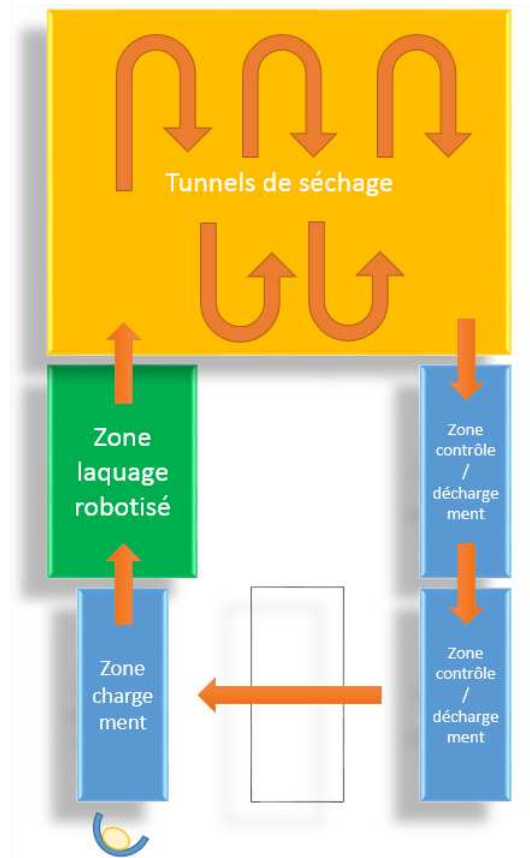 Tunnels de séchage
Zone
laquage
robotisé
Zone
contrôle
/
décharge
ment
Zone
charge
ment
Zone
contrôle
/
décharge
ment